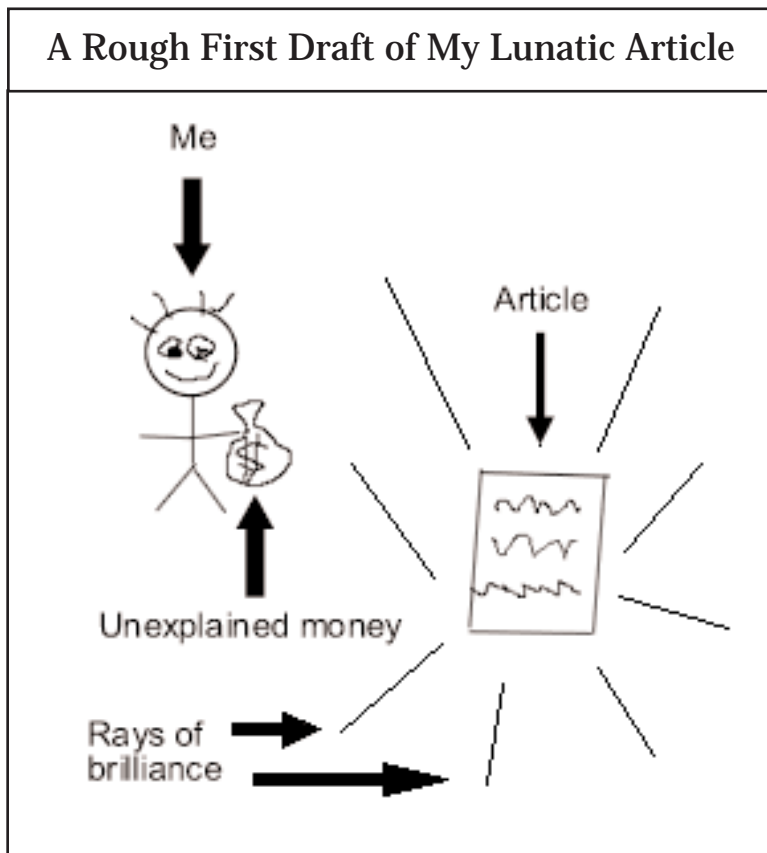 A Rough First Draft of My Lunatic Article
Me
Article
$
Unexplained money
Rays of
brilliance